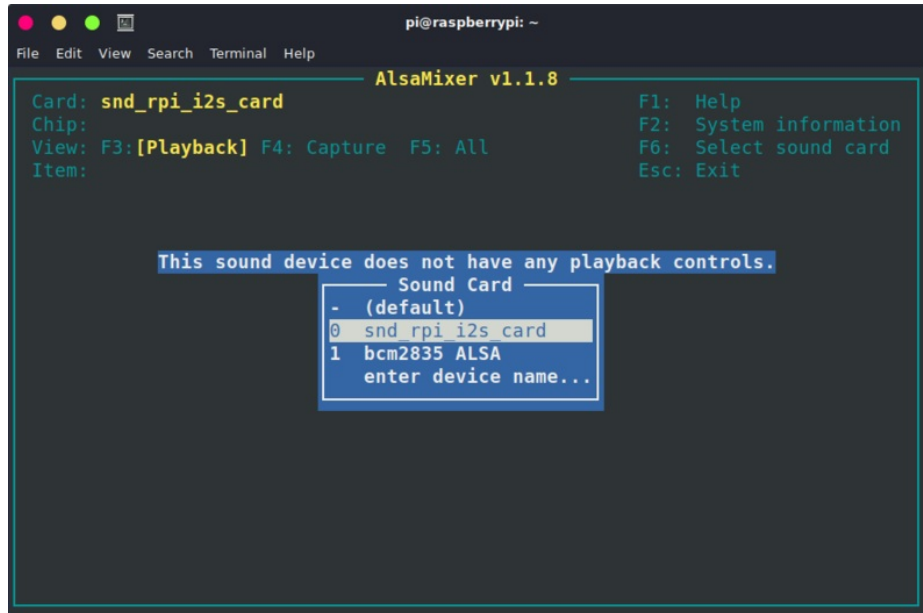 pi@raspberrypi: ~
File Edit View Search Terminal Help
AlsaMixer v1.1.8
Card: snd_rpi_i2s_card F1: Help
Chip: F2: System information
View: F3:[Playback] F4: Capture F5: All F6: Select sound card
Item: Esc: Exit
This sound device does not have any playback controls.
Sound Card
- (default)
0 snd_rpi_i2s_card
1 bcm2835 ALSA
enter device name...